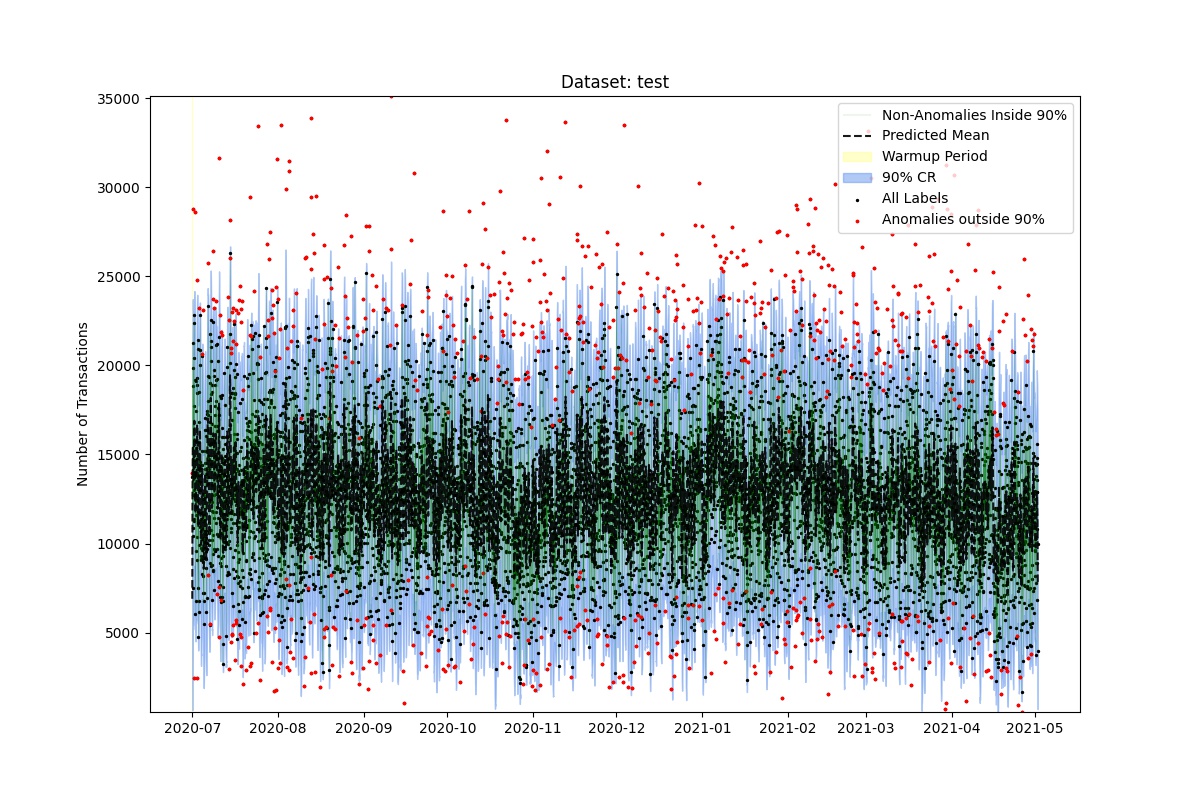 Dataset: test
35000
30000
25000
20000
15000
10000
5000
Number of Transactions
Non-Anomalies Inside 90%
Predicted Mean
Warmup Period
90% CR
All Labels
Anomalies outside 90%
2020-07 2020-08 2020-09 2020-10 2020-11 2020-12 2021-01 2021-02 2021-03 2021-04 2021-05